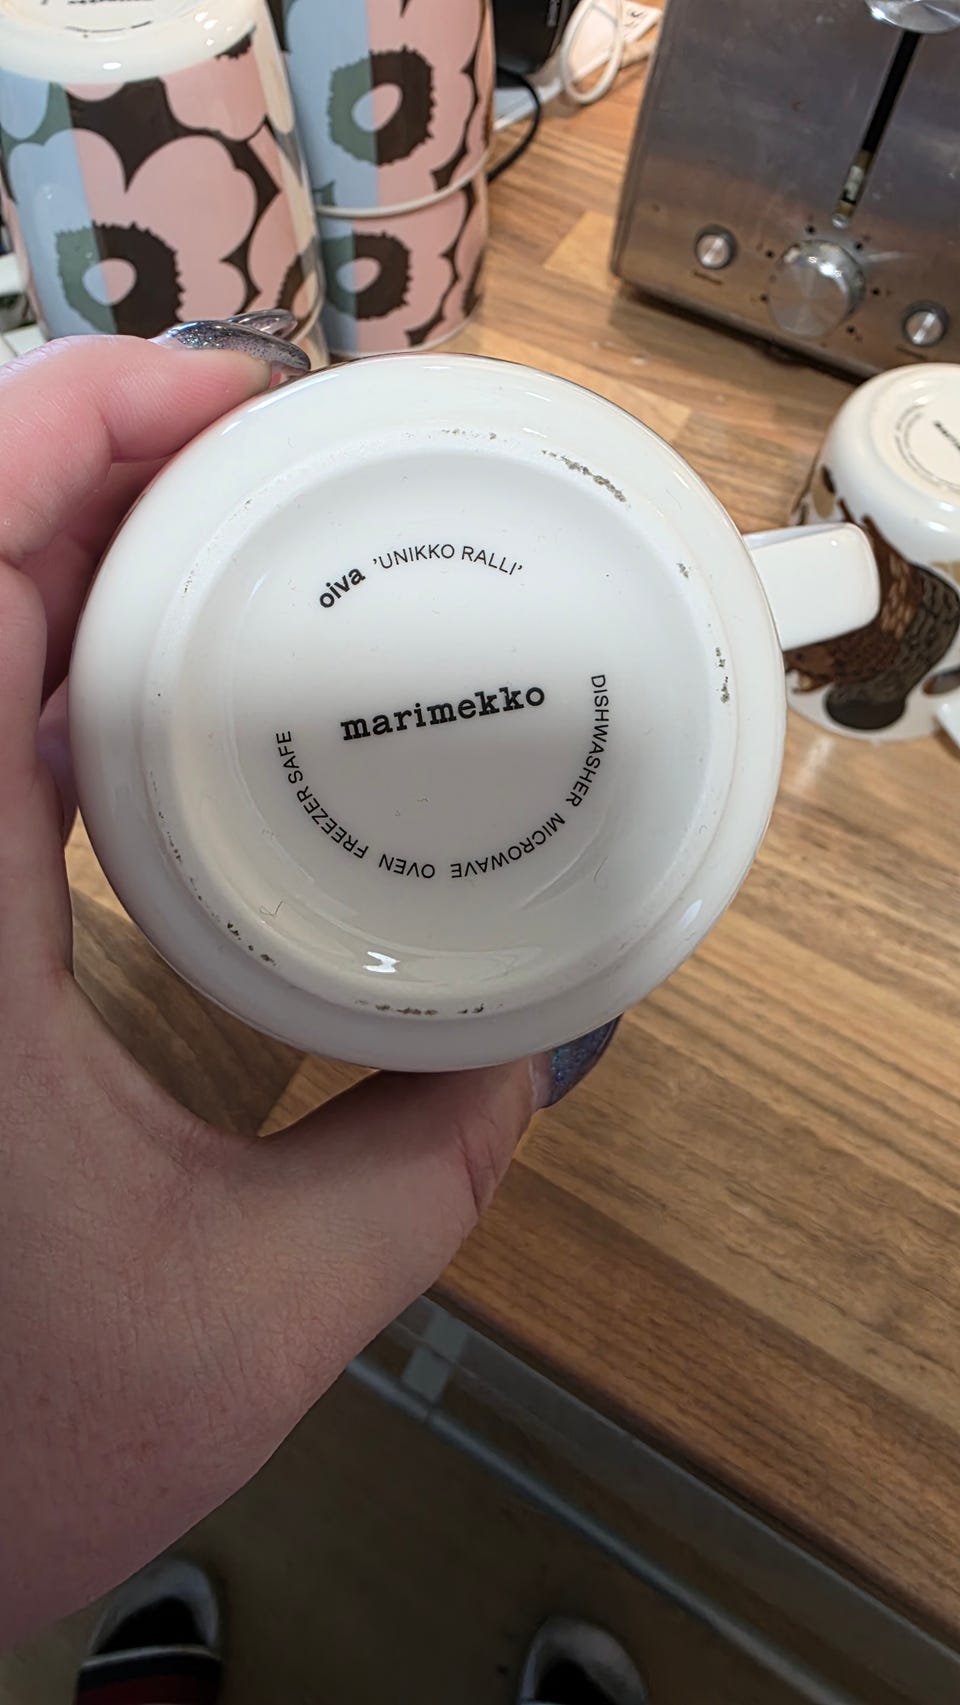 oiva 'UNIKKO RALLI'
marimekko
DISHWASHER MICROWAVE OVEN FREEZER SAFE